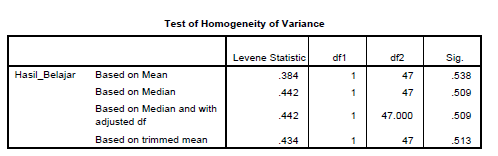 Test of Homogeneity of Variance
Levene Statistic df1 df2 Sig.
Hasil_Belajar Based on Mean .384 1 47 .538
Based on Median .442 1 47 .509
Based on Median and with
adjusted df .442 1 47.000 .509
Based on trimmed mean .434 1 47 .513